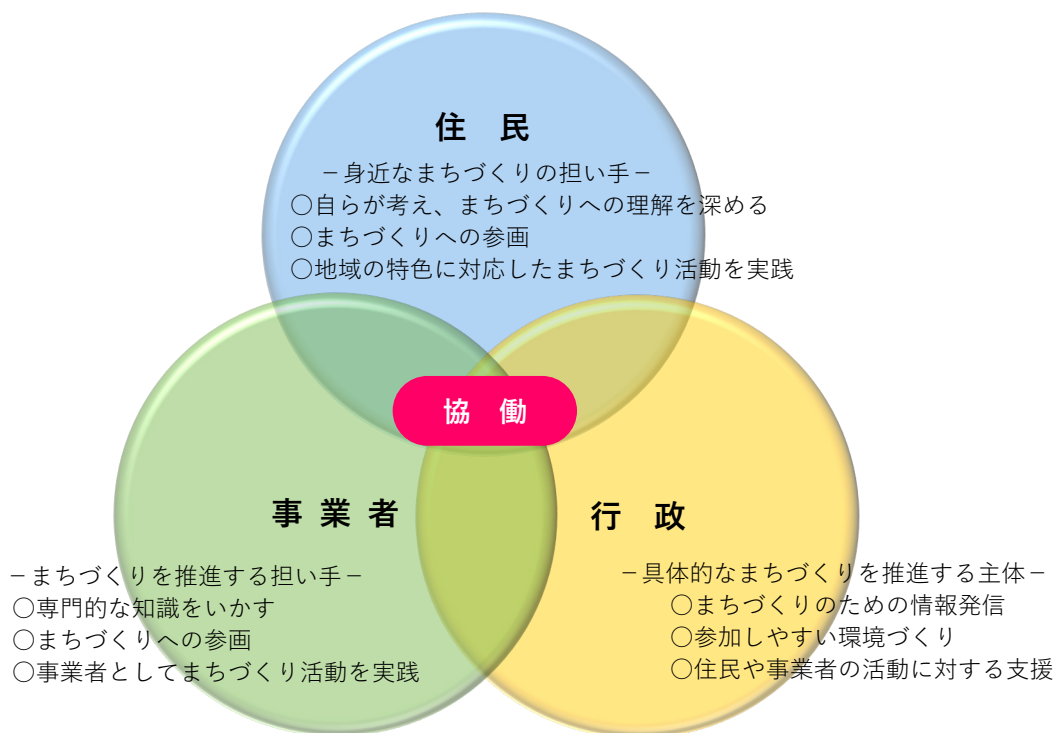 住　民
－身近なまちづくりの担い手－
〇自らが考え、まちづくりへの理解を深める
〇まちづくりへの参画
〇地域の特色に対応したまちづくり活動を実践
協　働
事 業 者
－まちづくりを推進する担い手－
〇専門的な知識をいかす
〇まちづくりへの参画
〇事業者としてまちづくり活動を実践
行　政
－具体的なまちづくりを推進する主体－
〇まちづくりのための情報発信
〇参加しやすい環境づくり
〇住民や事業者の活動に対する支援